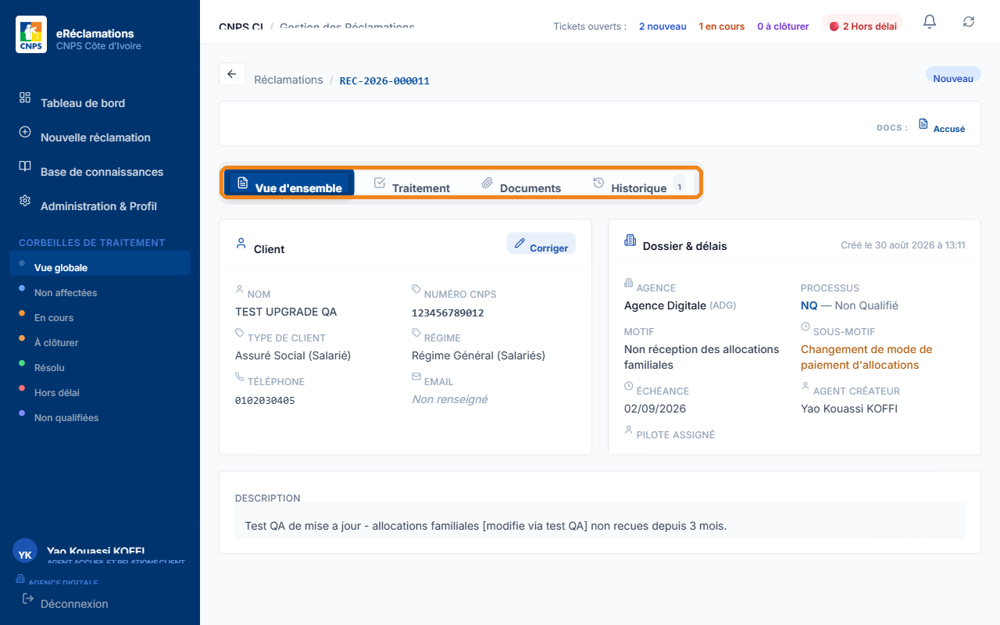 CNPS
eRéclamations
CNPS Côte d'Ivoire
Tableau de bord
Nouvelle réclamation
Base de connaissances
Administration & Profil
CORBEILLES DE TRAITEMENT
Vue globale
Non affectées
En cours
À clôturer
Résolu
Hors délai
Non qualifiées
YK
Yao Kouassi KOFFI
AGENT ACCUEIL ET RELATIONS CLIENT
AGENCE DIGITALE
Déconnexion
CNPS CI / Gestion des Réclamations
Tickets ouverts : 2 nouveau 1 en cours 0 à clôturer 2 Hors délai
Réclamations / REC-2026-000011
Nouveau
DOCS : Accusé
Vue d'ensemble Traitement Documents Historique 1
Client Corriger
NOM NUMÉRO CNPS
TEST UPGRADE QA 123456789012
TYPE DE CLIENT RÉGIME
Assuré Social (Salarié) Régime Général (Salariés)
TÉLÉPHONE EMAIL
0102030405 Non renseigné
Dossier & délais Créé le 30 août 2026 à 13:11
AGENCE PROCESSUS
Agence Digitale (ADG) NQ — Non Qualifié
MOTIF SOUS-MOTIF
Non réception des allocations Changement de mode de
familiales paiement d'allocations
ÉCHÉANCE AGENT CRÉATEUR
02/09/2026 Yao Kouassi KOFFI
PILOTE ASSIGNÉ
DESCRIPTION
Test QA de mise a jour - allocations familiales [modifie via test QA] non recues depuis 3 mois.